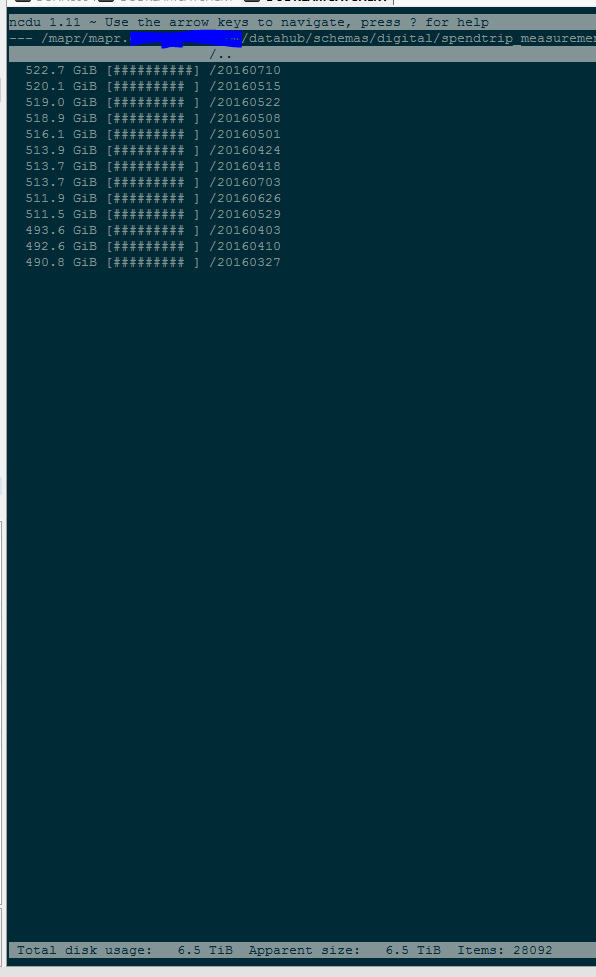 ncdu 1.11 ~ Use the arrow keys to navigate, press ? for help
--- /mapr/mapr. /datahub/schemas/digital/spendtrip_measuremen
/..
522.7 GiB [##########] /20160710
520.1 GiB [######### ] /20160515
519.0 GiB [######### ] /20160522
518.9 GiB [######### ] /20160508
516.1 GiB [######### ] /20160501
513.9 GiB [######### ] /20160424
513.7 GiB [######### ] /20160418
513.7 GiB [######### ] /20160703
511.9 GiB [######### ] /20160626
511.5 GiB [######### ] /20160529
493.6 GiB [######### ] /20160403
492.6 GiB [######### ] /20160410
490.8 GiB [######### ] /20160327
Total disk usage: 6.5 TiB Apparent size: 6.5 TiB Items: 28092